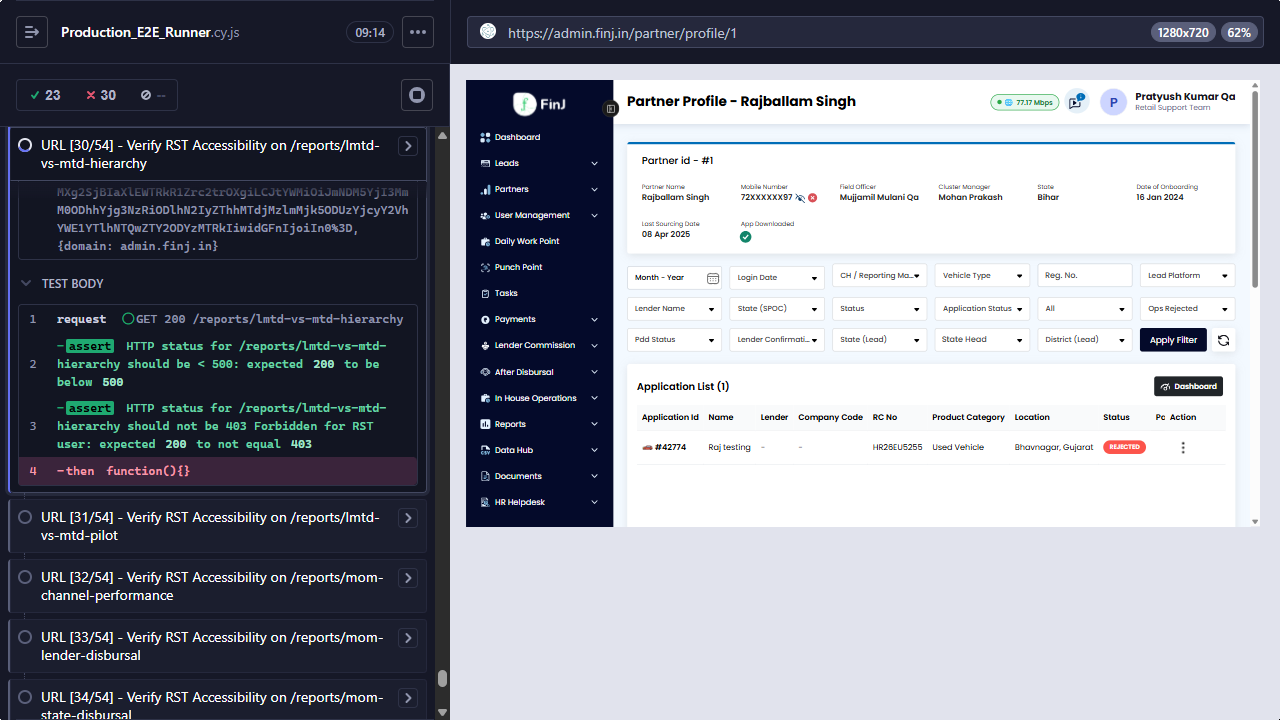 Production_E2E_Runner.cy.js
09:14
23
30
--
URL [30/54] - Verify RST Accessibility on /reports/lmtd-
vs-mtd-hierarchy
M0ODhhYjg3NzRiODlhN2IyZThhMTdjMzlmMjk5ODUzYjcyY2Vh
YWE1YTlhNTQwZTY2ODYzMTRkIiwidGFnIjoiIn0%3D,
{domain: admin.finj.in}
TEST BODY
1 request GET 200 /reports/lmtd-vs-mtd-hierarchy
2 -assert HTTP status for /reports/lmtd-vs-mtd-
hierarchy should be < 500: expected 200 to be
below 500
3 -assert HTTP status for /reports/lmtd-vs-mtd-
hierarchy should not be 403 Forbidden for RST
user: expected 200 to not equal 403
4 -then function(){}
URL [31/54] - Verify RST Accessibility on /reports/lmtd-
vs-mtd-pilot
URL [32/54] - Verify RST Accessibility on /reports/mom-
channel-performance
URL [33/54] - Verify RST Accessibility on /reports/mom-
lender-disbursal
URL [34/54] - Verify RST Accessibility on /reports/mom-
state-disbursal
https://admin.finj.in/partner/profile/1
1280x720
62%
FinJ
Dashboard
Leads
Partners
User Management
Daily Work Point
Punch Point
Tasks
Payments
Lender Commission
After Disbursal
In House Operations
Reports
Data Hub
Documents
HR Helpdesk
Partner Profile - Rajballam Singh
77.17 Mbps
P
Pratyush Kumar Qa
Retail Support Team
Partner id - #1
Partner Name Mobile Number Field Officer Cluster Manager State Date of Onboarding
Rajballam Singh 72XXXXXX97 Mujjamil Mulani Qa Mohan Prakash Bihar 16 Jan 2024
Last Sourcing Date App Downloaded
08 Apr 2025
Month - Year Login Date CH / Reporting Ma... Vehicle Type Reg. No. Lead Platform
Lender Name State (SPOC) Status Application Status All Ops Rejected
Pdd Status Lender Confirmati... State (Lead) State Head District (Lead) Apply Filter
Application List (1)
Dashboard
Application Id Name Lender Company Code RC No Product Category Location Status Pc Action
#42774 Raj testing - - HR26EU5255 Used Vehicle Bhavnagar, Gujarat REJECTED